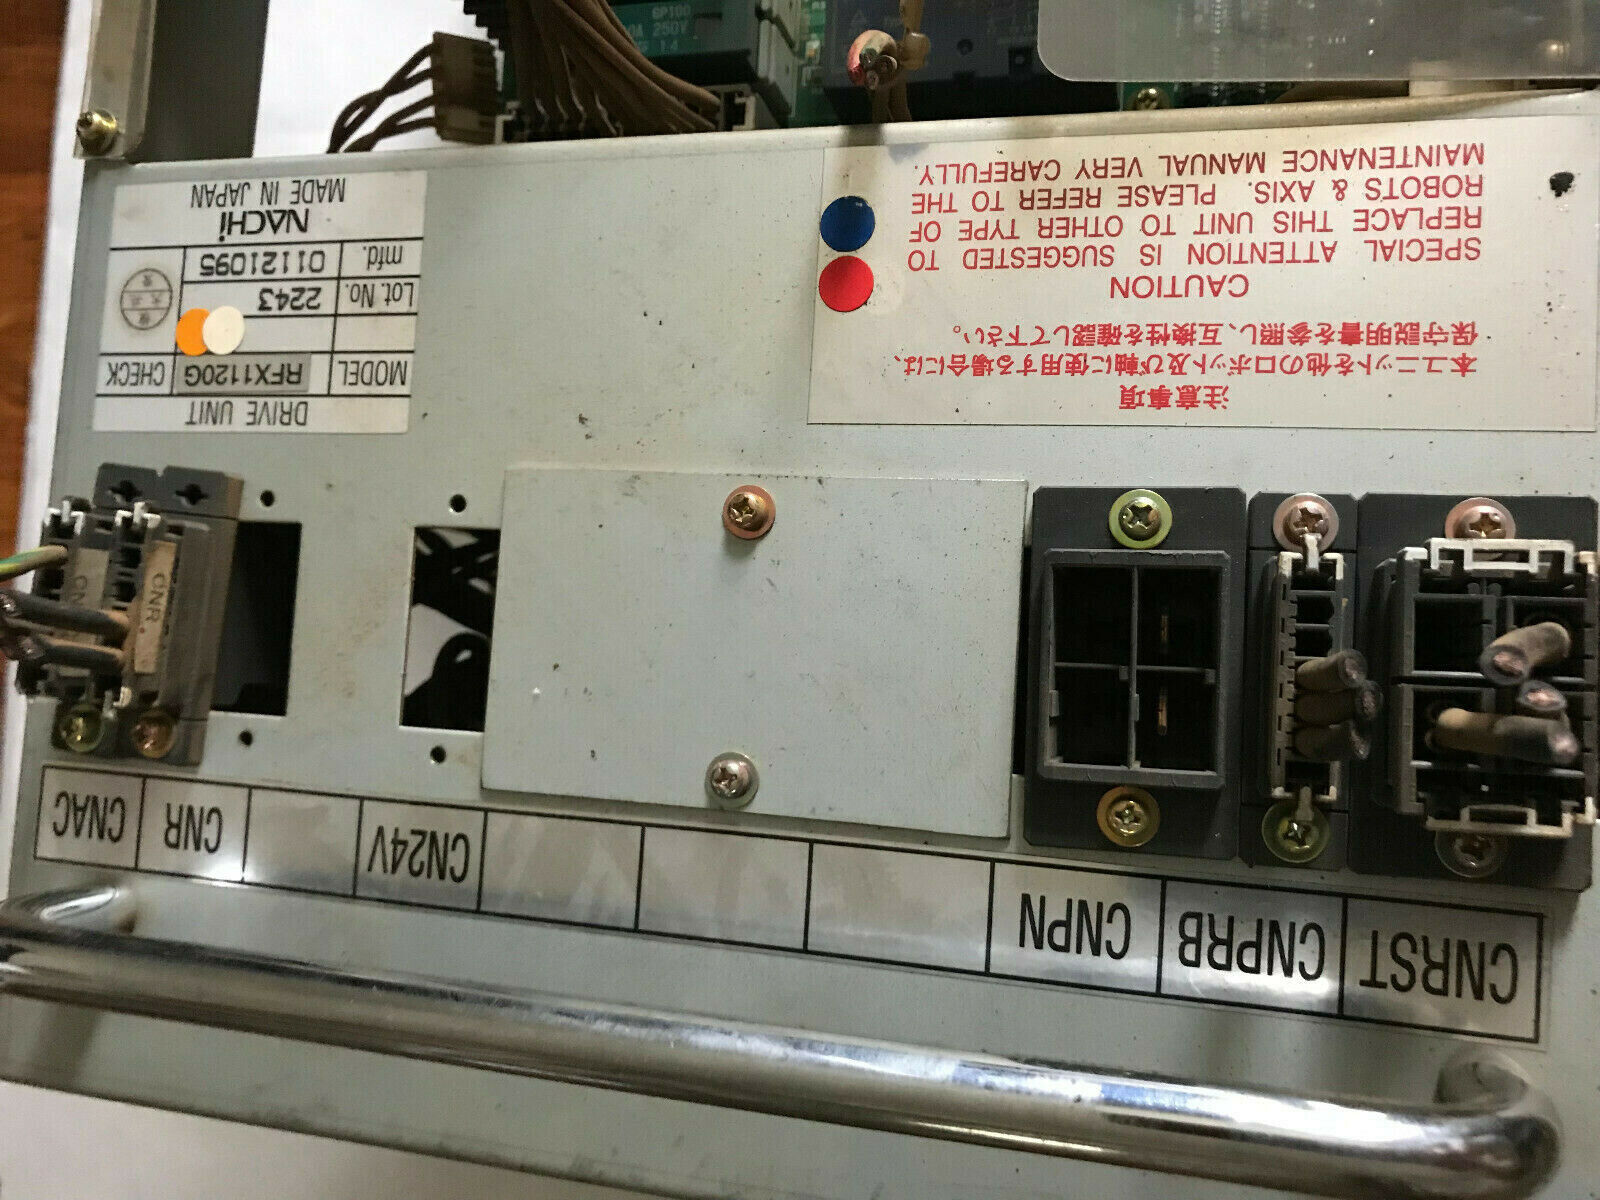 CNRST
CNPRB
CNPN
CN24V
CNR
CNAC
注意事項
本ユニットを他のロボット及び軸に使用する場合には、
保守説明書を参照し、互換性を確認して下さい。
CAUTION
SPECIAL ATTENTION IS SUGGESTED TO
REPLACE THIS UNIT TO OTHER TYPE OF
ROBOTS & AXIS. PLEASE REFER TO THE
MAINTENANCE MANUAL VERY CAREFULLY.
DRIVE UNIT
MODEL RFX1120G CHECK
Lot.No. 2243
mfd. 01121095
NACHi
MADE IN JAPAN
CNR.
GP100
250V
1.4